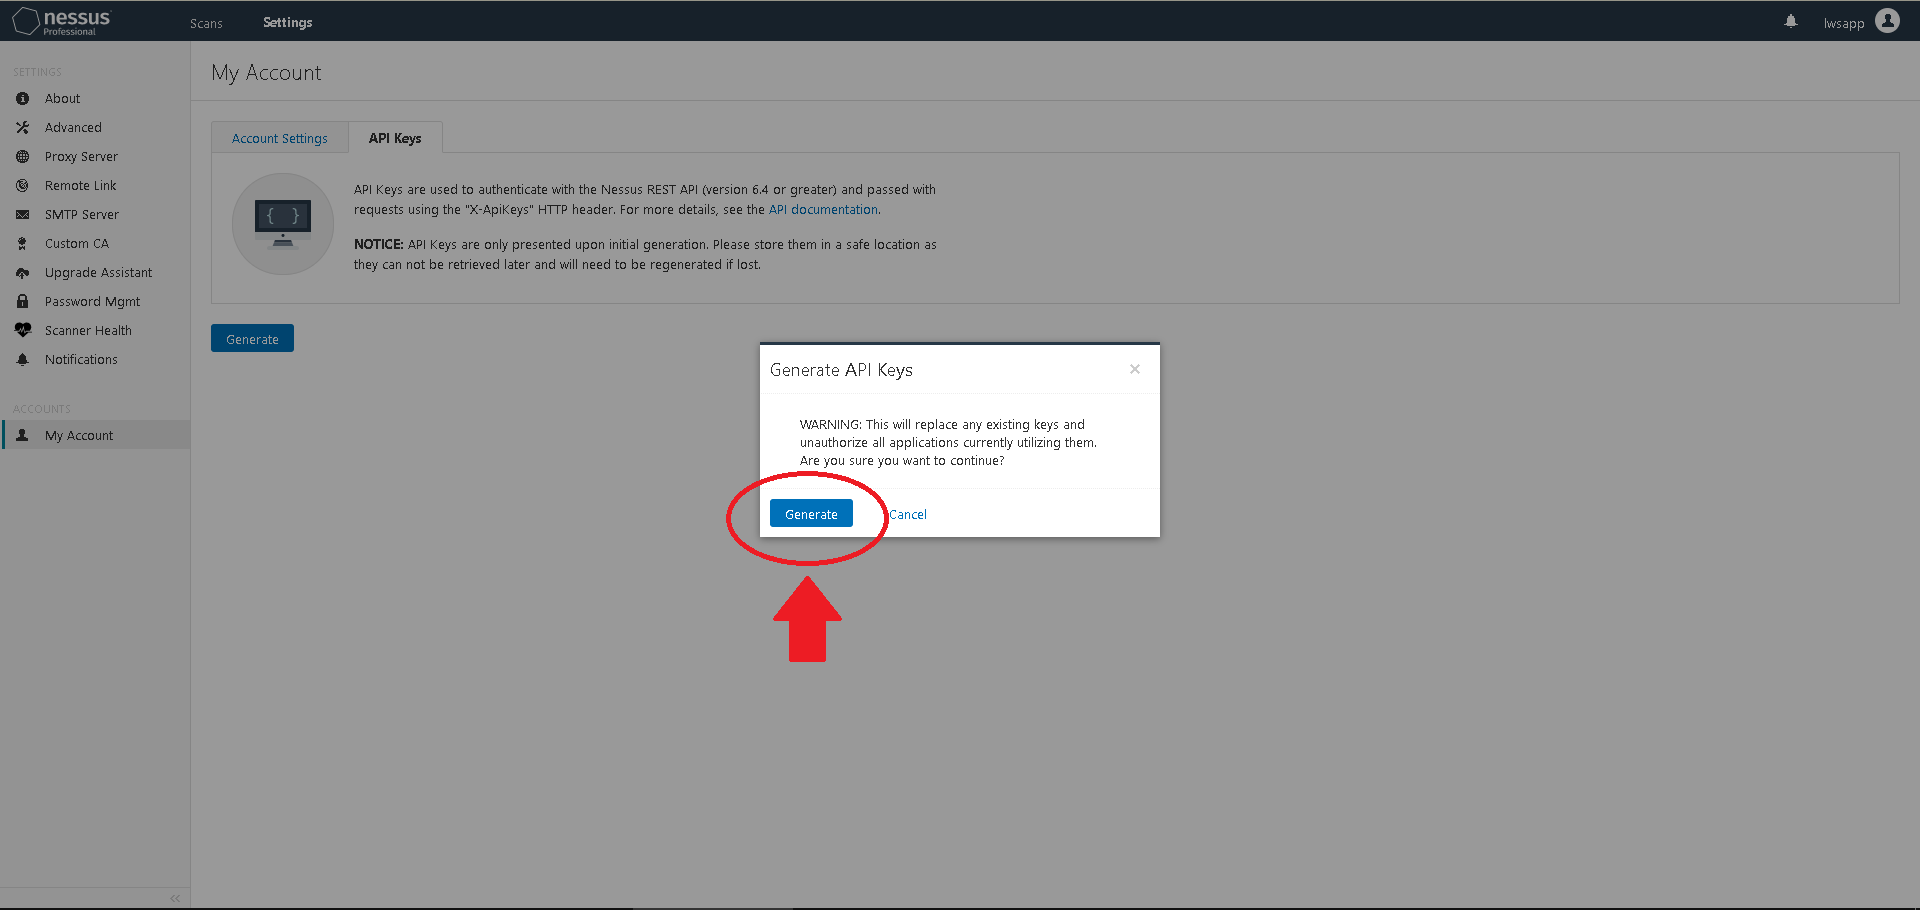 nessus
Professional
Scans
Settings
lwsapp
SETTINGS
About
Advanced
Proxy Server
Remote Link
SMTP Server
Custom CA
Upgrade Assistant
Password Mgmt
Scanner Health
Notifications
ACCOUNTS
My Account
My Account
Account Settings
API Keys
{ }
API Keys are used to authenticate with the Nessus REST API (version 6.4 or greater) and passed with
requests using the "X-ApiKeys" HTTP header. For more details, see the API documentation.
NOTICE: API Keys are only presented upon initial generation. Please store them in a safe location as
they can not be retrieved later and will need to be regenerated if lost.
Generate
Generate API Keys
×
WARNING: This will replace any existing keys and
unauthorize all applications currently utilizing them.
Are you sure you want to continue?
Generate
Cancel